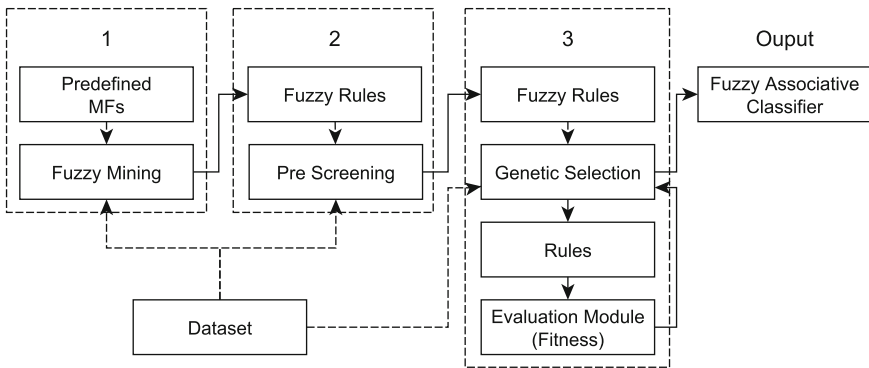 1
Predefined
MFs
Fuzzy Mining
2
Fuzzy Rules
Pre Screening
3
Fuzzy Rules
Genetic Selection
Rules
Evaluation Module
(Fitness)
Ouput
Fuzzy Associative
Classifier
Dataset